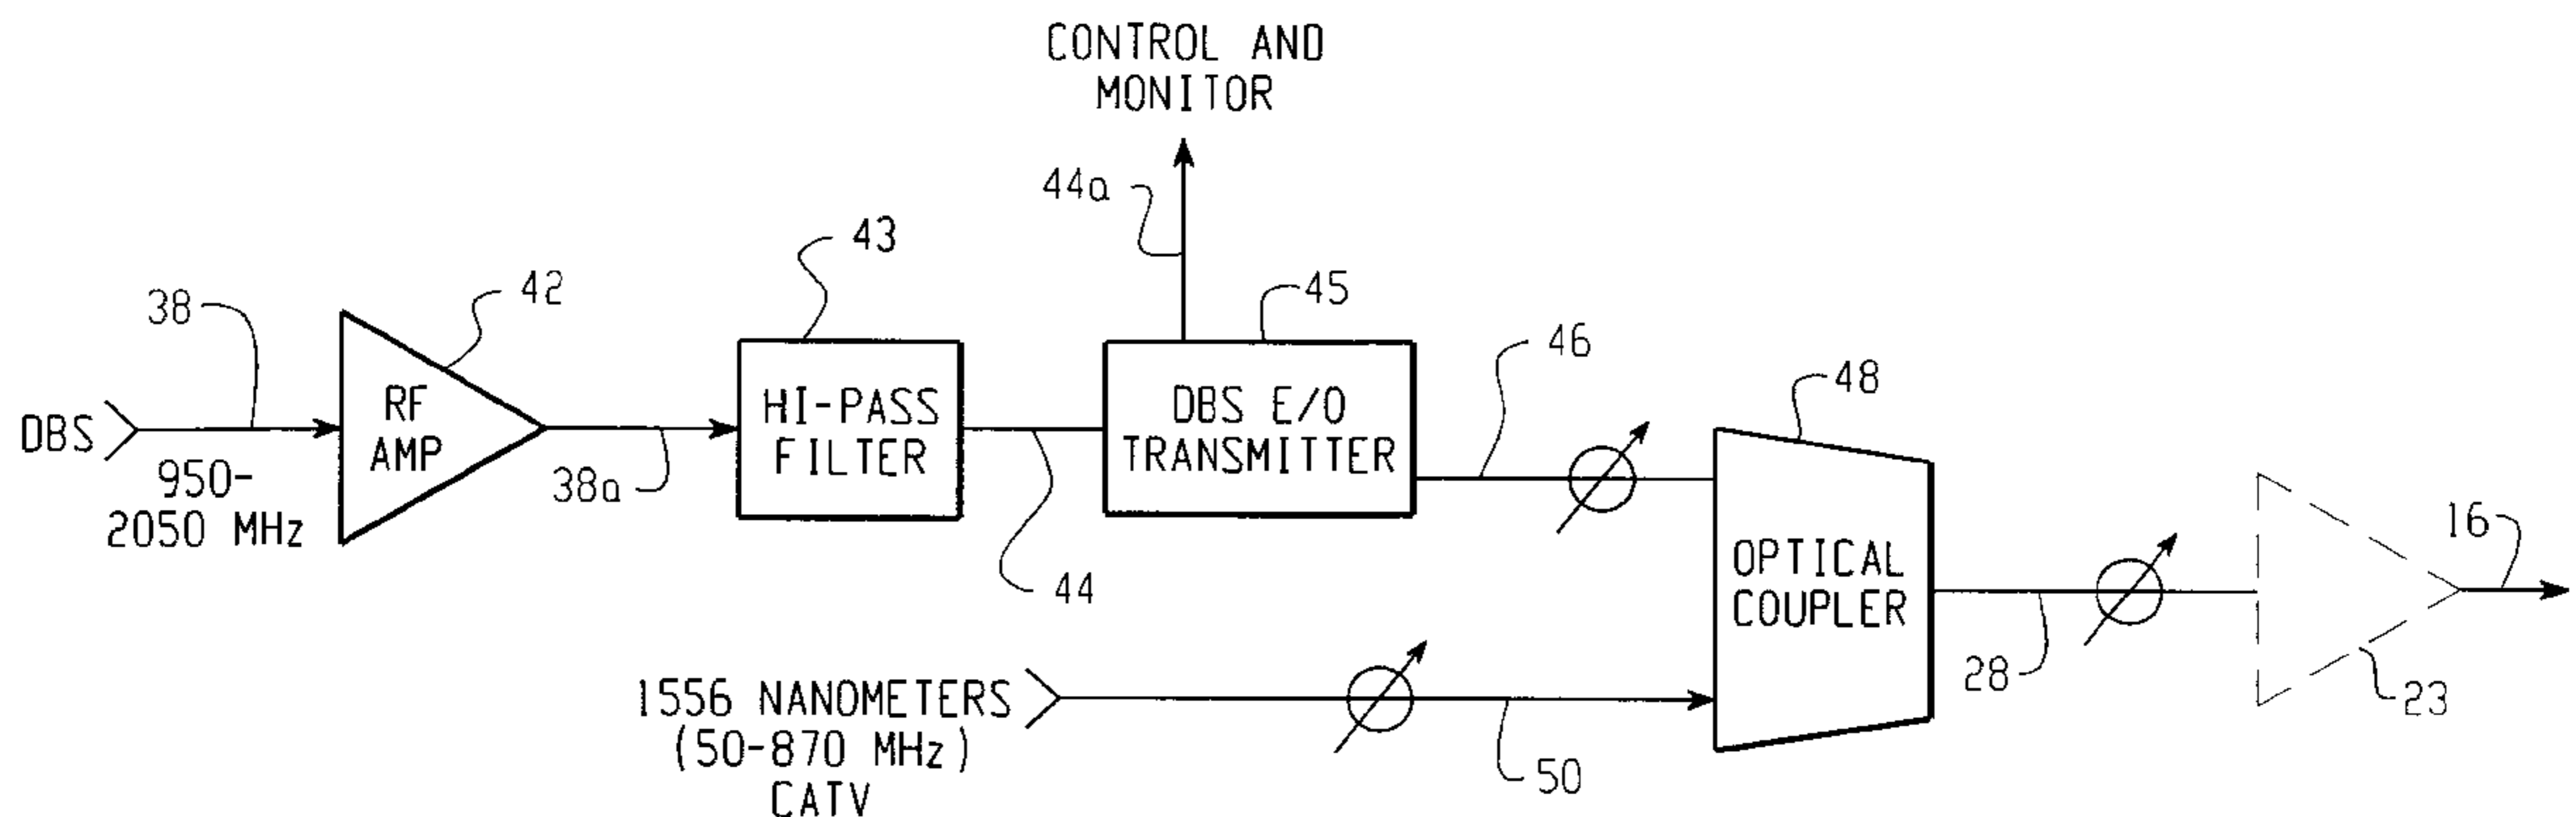 CONTROL AND
MONITOR
44a
43
42
45
38
46
48
DBS
RF
AMP
HI-PASS
FILTER
DBS E/O
TRANSMITTER
950-
2050 MHz
38a
44
16
OPTICAL
COUPLER
28
23
1556 NANOMETERS
(50-870 MHz)
CATV
50